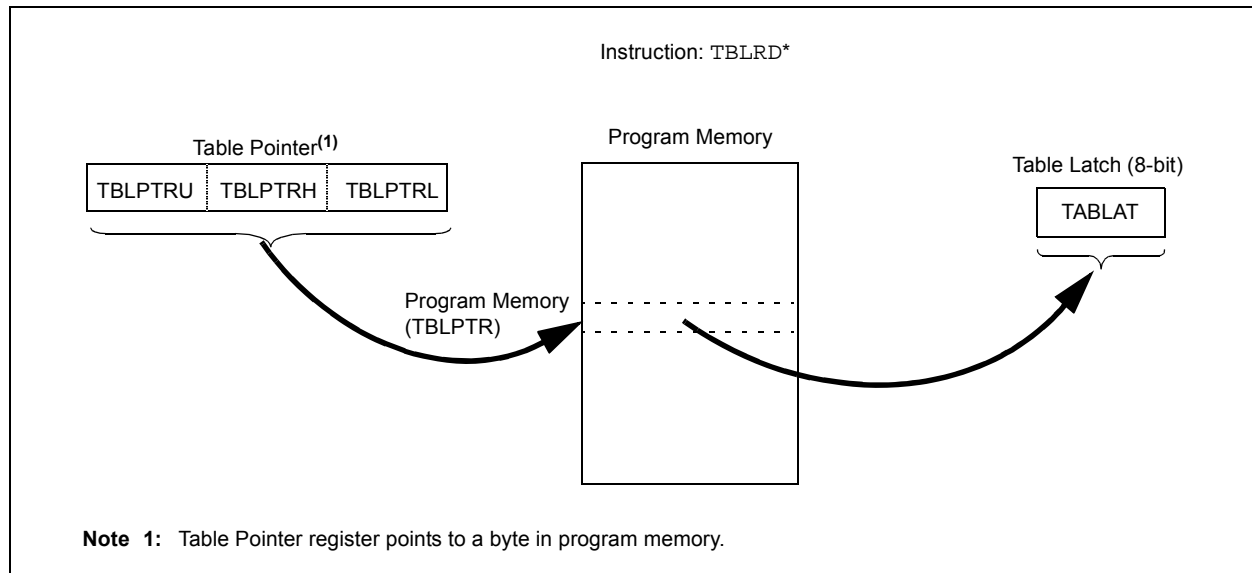 Instruction: TBLRD*
Table Pointer(1)
TBLPTRU TBLPTRH TBLPTRL
Program Memory
(TBLPTR)
Program Memory
Table Latch (8-bit)
TABLAT
Note 1: Table Pointer register points to a byte in program memory.